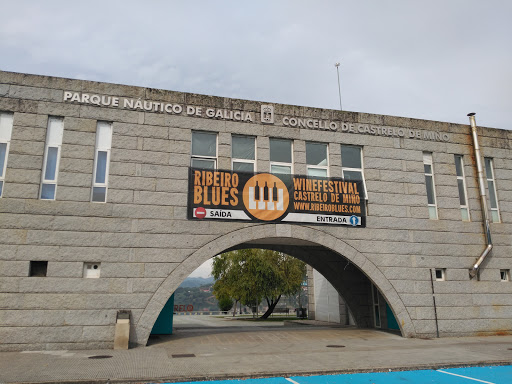 PARQUE NÁUTICO DE GALICIA CONCELLO DE CASTRELO DE MIÑO
RIBEIRO
BLUES
WINEFESTIVAL
CASTRELO DE MIÑO
WWW.RIBEIROBLUES.COM
SAÍDA
ENTRADA